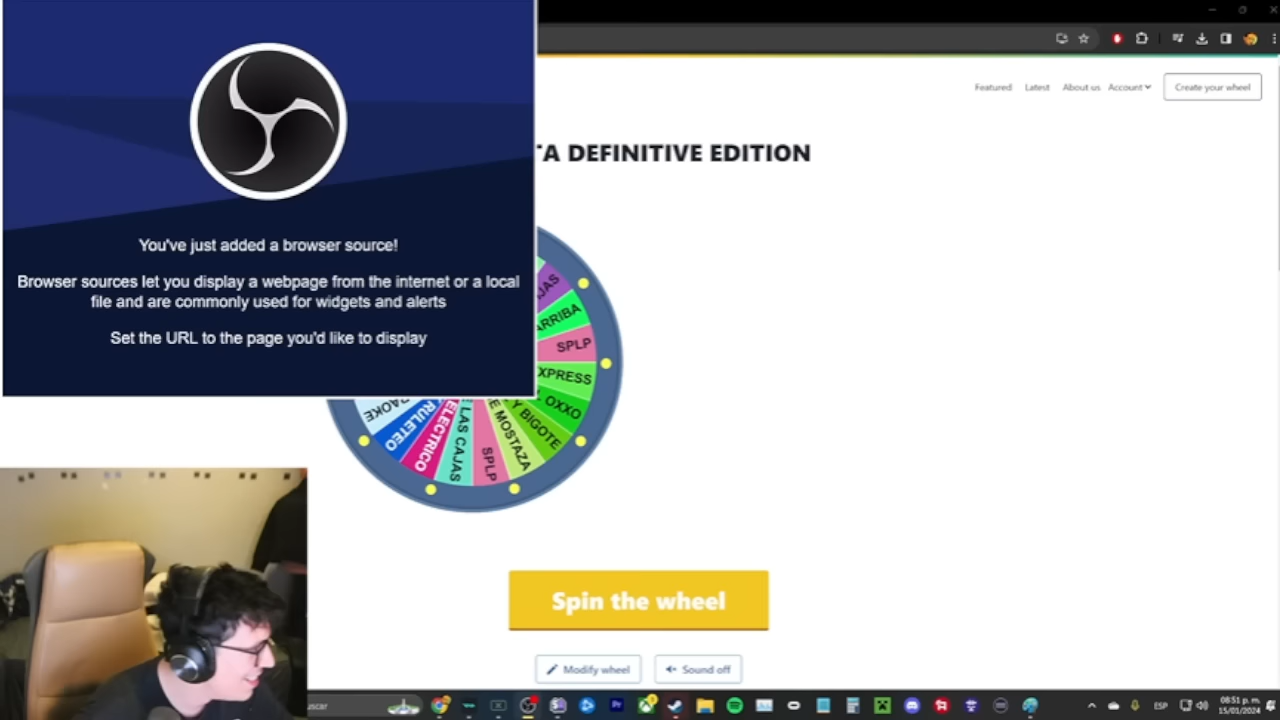 Featured Latest About us Account Create your wheel
TA DEFINITIVE EDITION
You've just added a browser source!
Browser sources let you display a webpage from the internet or a local
file and are commonly used for widgets and alerts
Set the URL to the page you'd like to display
JAS
ARRIBA
SPLP
XPRESS
OXXO
Y BIGOTE
E MOSTAZA
SPLP
LAS CAJAS
ELECTRICO
RULETEO
RAOKE
Spin the wheel
Modify wheel
Sound off
uscar
ESP
08:51 p. m.
15/01/2024